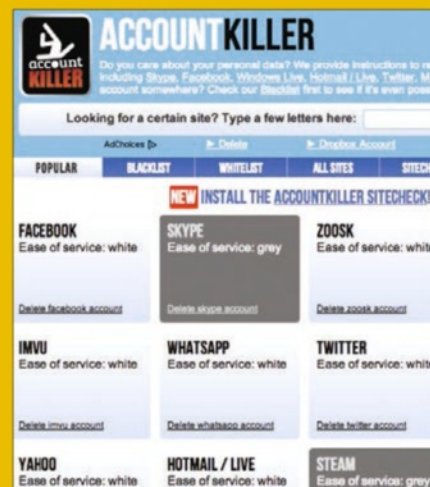 account
KILLER
ACCOUNTKILLER
Do you care about your personal data? We provide instructions to
including Skype, Facebook, Windows Live, Hotmail / Live, Twitter,
account somewhere? Check our Blacklist first to see if it's even
Looking for a certain site? Type a few letters here:
AdChoices
Delete
Dropbox Account
POPULAR
BLACKLIST
WHITELIST
ALL SITES
NEW INSTALL THE ACCOUNTKILLER SITECHECK
FACEBOOK
Ease of service: white
Delete facebook account
SKYPE
Ease of service: grey
Delete skype account
ZOOSK
Ease of service:
Delete zoosk account
IMVU
Ease of service: white
Delete imvu account
WHATSAPP
Ease of service: white
Delete whatsapp account
TWITTER
Ease of service:
Delete twitter account
YAHOO
Ease of service: white
HOTMAIL / LIVE
Ease of service: white
STEAM
Ease of service: grey